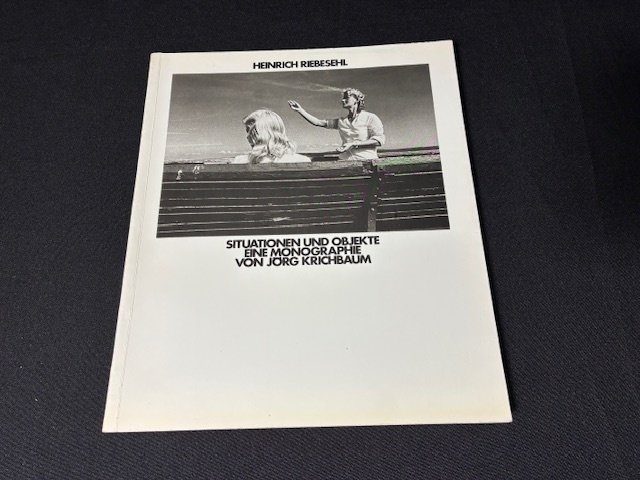 HEINRICH RIEBESEHL
SITUATIONEN UND OBJEKTE
EINE MONOGRAPHIE
VON JÖRG KRICHBAUM